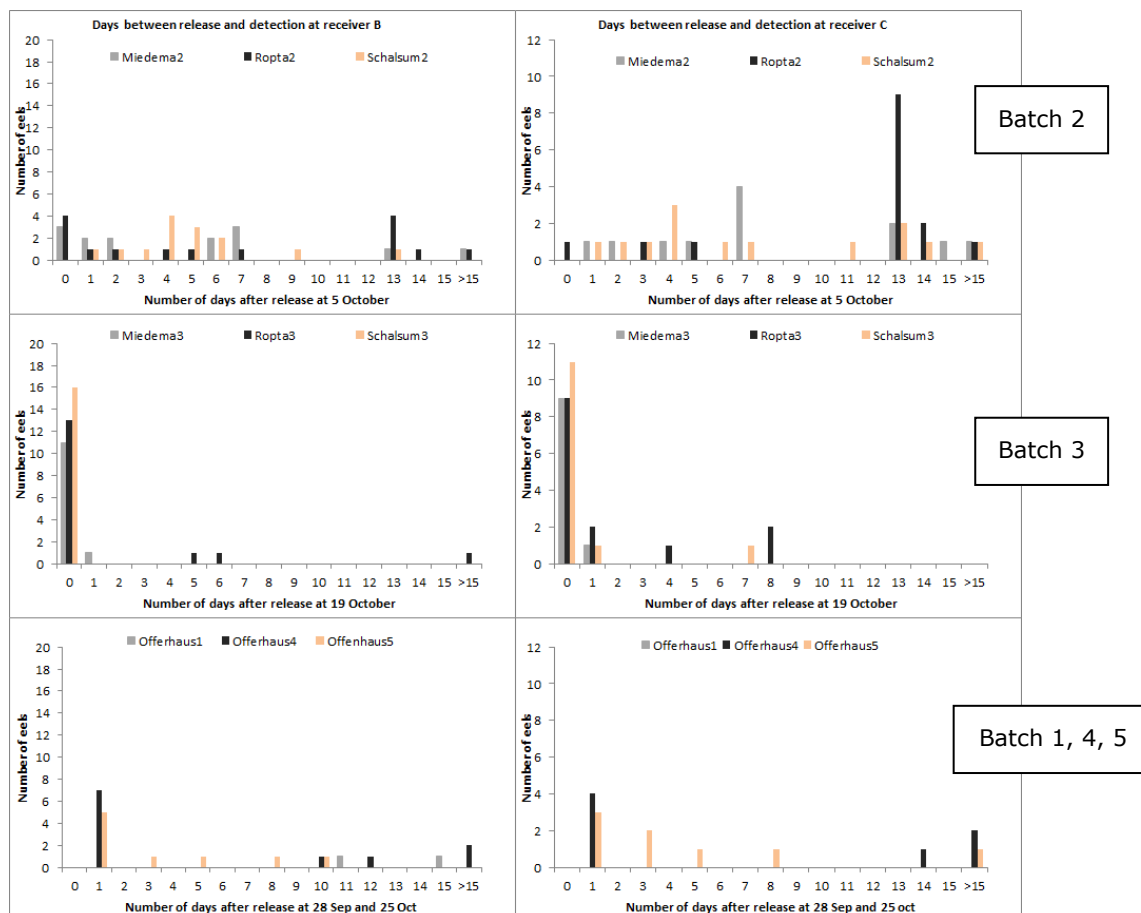 Days between release and detection at receiver B
20
18
16
14
12
10
8
6
4
2
0
Number of eels
Miedema2 Ropta2 Schalsum2
0 1 2 3 4 5 6 7 8 9 10 11 12 13 14 15 >15
Number of days after release at 5 October
Days between release and detection at receiver C
12
10
8
6
4
2
0
Number of eels
Miedema2 Ropta2 Schalsum2
0 1 2 3 4 5 6 7 8 9 10 11 12 13 14 15 >15
Number of days after release at 5 October
Batch 2
20
18
16
14
12
10
8
6
4
2
0
Number of eels
Miedema3 Ropta3 Schalsum3
0 1 2 3 4 5 6 7 8 9 10 11 12 13 14 15 >15
Number of days after release at 19 October
12
10
8
6
4
2
0
Number of eels
Miedema3 Ropta3 Schalsum3
0 1 2 3 4 5 6 7 8 9 10 11 12 13 14 15 >15
Number of days after release at 19 October
Batch 3
20
18
16
14
12
10
8
6
4
2
0
Number of eels
Offerhaus1 Offerhaus4 Offenhaus5
0 1 2 3 4 5 6 7 8 9 10 11 12 13 14 15 >15
Number of days after release at 28 Sep and 25 Oct
12
10
8
6
4
2
0
Number of eels
Offerhaus1 Offerhaus4 Offerhaus5
0 1 2 3 4 5 6 7 8 9 10 11 12 13 14 15 >15
Number of days after release at 28 Sep and 25 oct
Batch 1, 4, 5